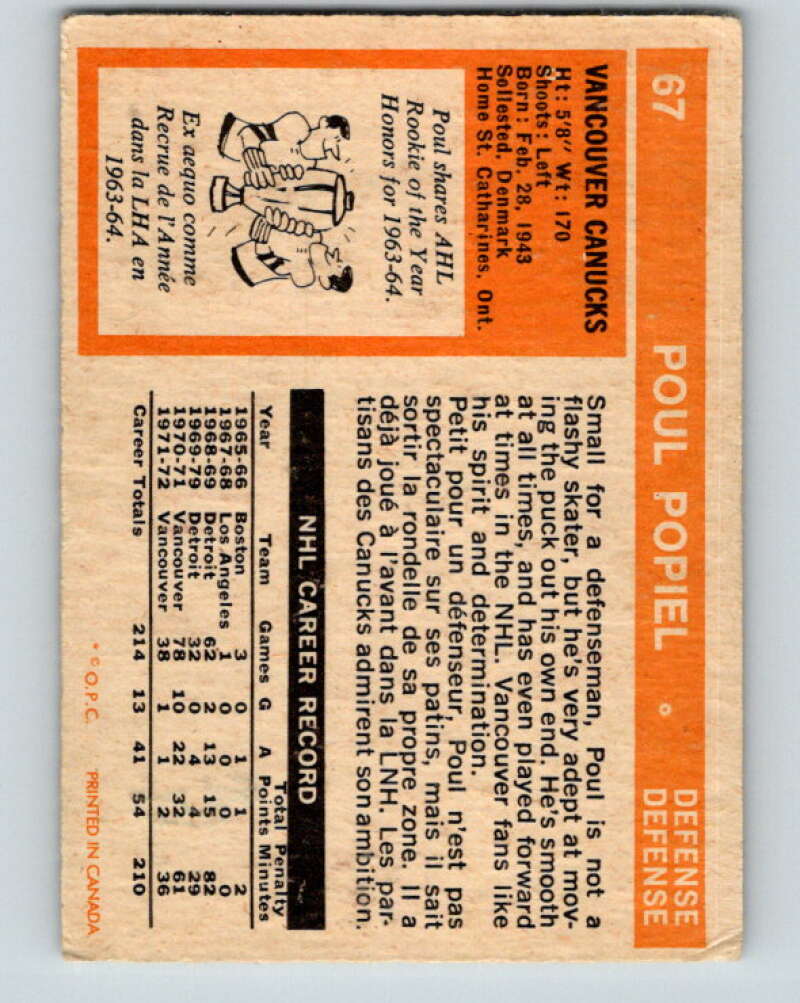 67 POUL POPIEL DEFENSE
DEFENSE
VANCOUVER CANUCKS
Ht: 5'8" Wt: 170
Shoots: Left
Born: Feb. 28, 1943
Sollested, Denmark
Home St. Catharines, Ont.
Poul shares AHL
Rookie of the Year
Honors for 1963-64.
Ex aequo comme
Recrue de l'Année
dans la LHA en
1963-64.
Small for a defenseman, Poul is not a
flashy skater, but he's very adept at mov-
ing the puck out his own end. He's smooth
at all times, and has even played forward
at times in the NHL. Vancouver fans like
his spirit and determination.
Petit pour un défenseur, Poul n'est pas
spectaculaire sur ses patins, mais il sait
sortir la rondelle de sa propre zone. Il a
déjà joué à l'avant dans la LNH. Les par-
tisans des Canucks admirent son ambition.
NHL CAREER RECORD
Total Penalty
Year Team Games G A Points Minutes
1965-66 Boston 3 0 1 1 2
1967-68 Los Angeles 1 0 0 0 0
1968-69 Detroit 62 2 13 15 82
1969-79 Detroit 32 0 4 4 29
1970-71 Vancouver 78 10 22 32 61
1971-72 Vancouver 38 1 1 2 36
Career Totals 214 13 41 54 210
* © O.P.C. PRINTED IN CANADA